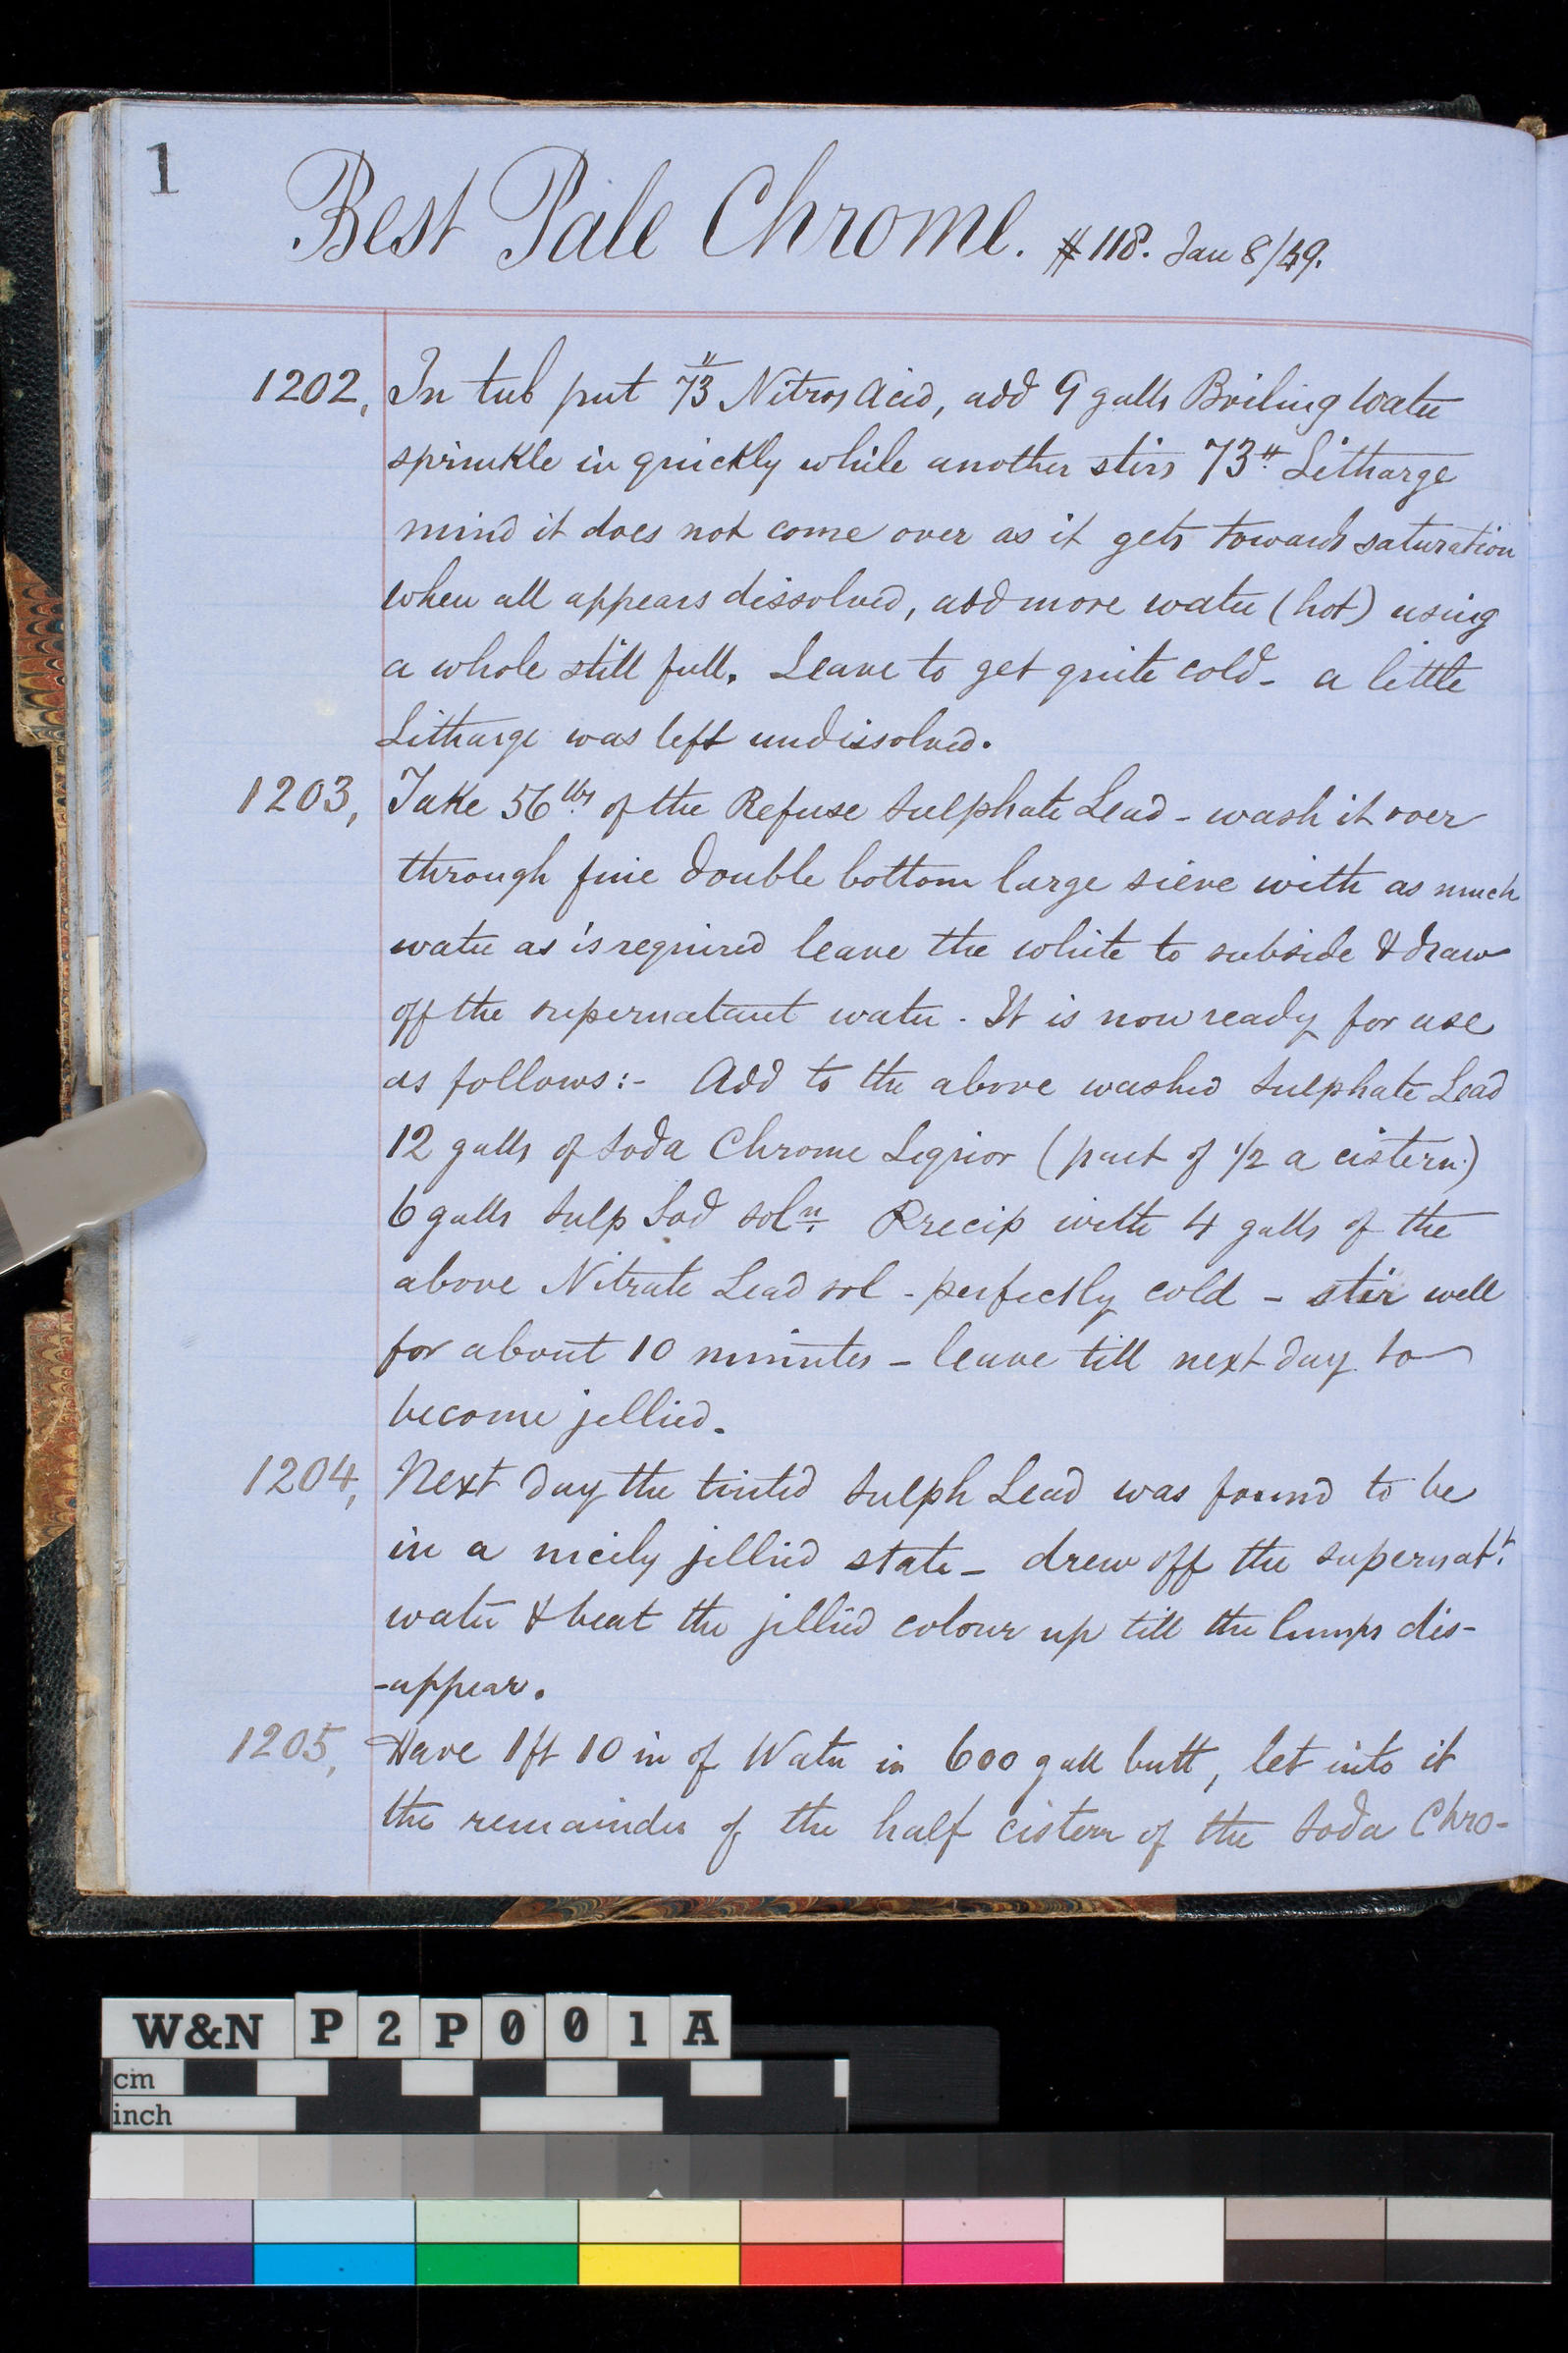 1
Best Pale Chrome. #118. Jan 8/49.
1202, In tub put 73# Nitros Acid, add 9 galls Boiling Water
sprinkle in quickly while another stirs 73# Litharge
mind it does not come over as it gets towards saturation
when all appears dissolved, add more water (hot) using
a whole still full. Leave to get quite cold - a little
Litharge was left undissolved.
1203, Take 56 lbs of the Refuse Sulphate Lead - wash it over
through fine double bottom large sieve with as much
water as is required leave the white to subside & draw
off the supernatant water. It is now ready for use
as follows:- Add to the above washed Sulphate Lead
12 galls of Soda Chrome Liquor (part of 1/2 a cistern)
6 galls Sulp Sod soln. Precip with 4 galls of the
above Nitrate Lead sol - perfectly cold - stir well
for about 10 minutes - leave till next day to
become jellied.
1204, Next day the tinted Sulph Lead was found to be
in a nicely jellied state - drew off the supernatt.
water & beat the jellied colour up till the lumps dis-
-appear.
1205, Have 1 ft 10 in of Water in 600 gall butt, let into it
the remainder of the half cistern of the Soda Chro-
W&N P2P001A
cm
inch